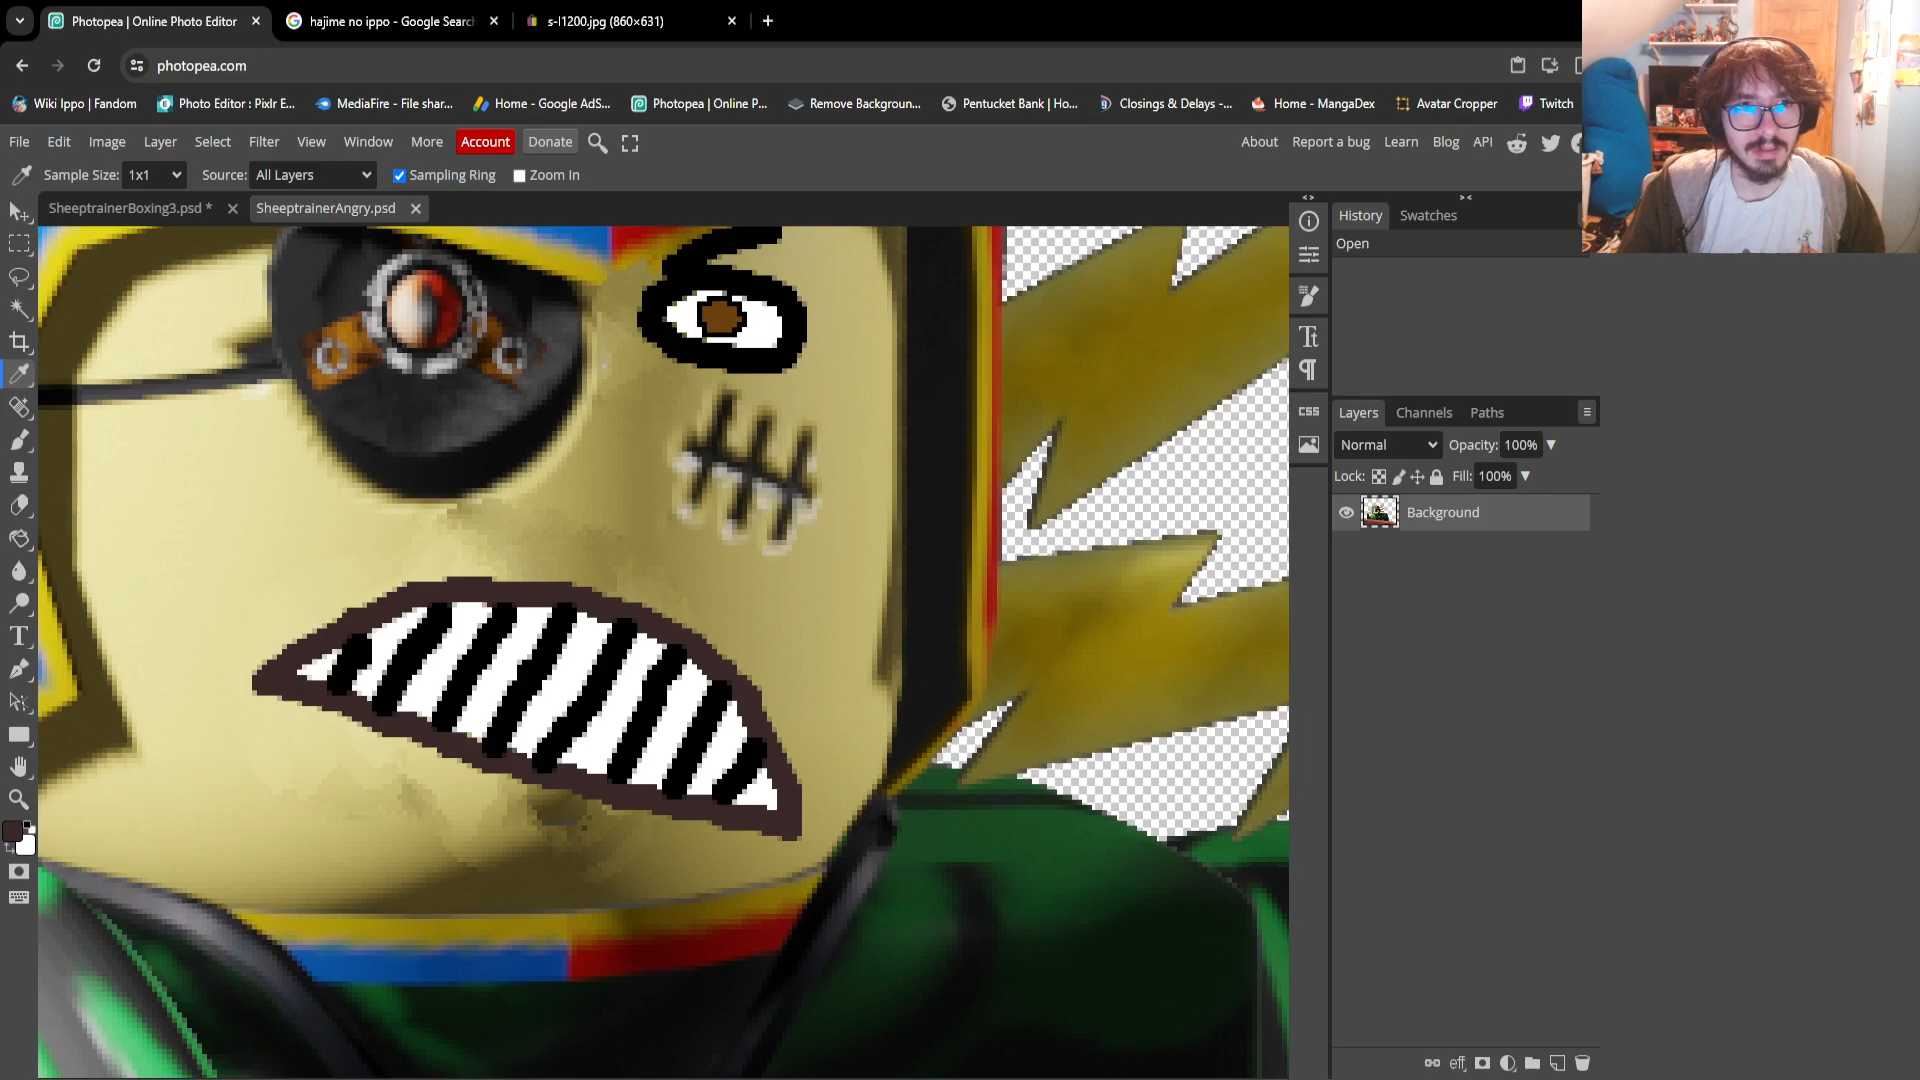 Photopea | Online Photo Editor
hajime no ippo - Google Search
s-l1200.jpg (860×631)
photopea.com
Wiki Ippo | Fandom
Photo Editor : Pixlr E...
MediaFire - File shar...
Home - Google AdS...
Photopea | Online P...
Remove Backgroun...
Pentucket Bank | Ho...
Closings & Delays -...
Home - MangaDex
Avatar Cropper
Twitch
File Edit Image Layer Select Filter View Window More Account Donate
About Report a bug Learn Blog API
Sample Size: 1x1 Source: All Layers Sampling Ring Zoom In
SheeptrainerBoxing3.psd *
SheeptrainerAngry.psd
History Swatches
Open
CSS
Layers Channels Paths
Normal Opacity: 100%
Lock: Fill: 100%
Background
eff